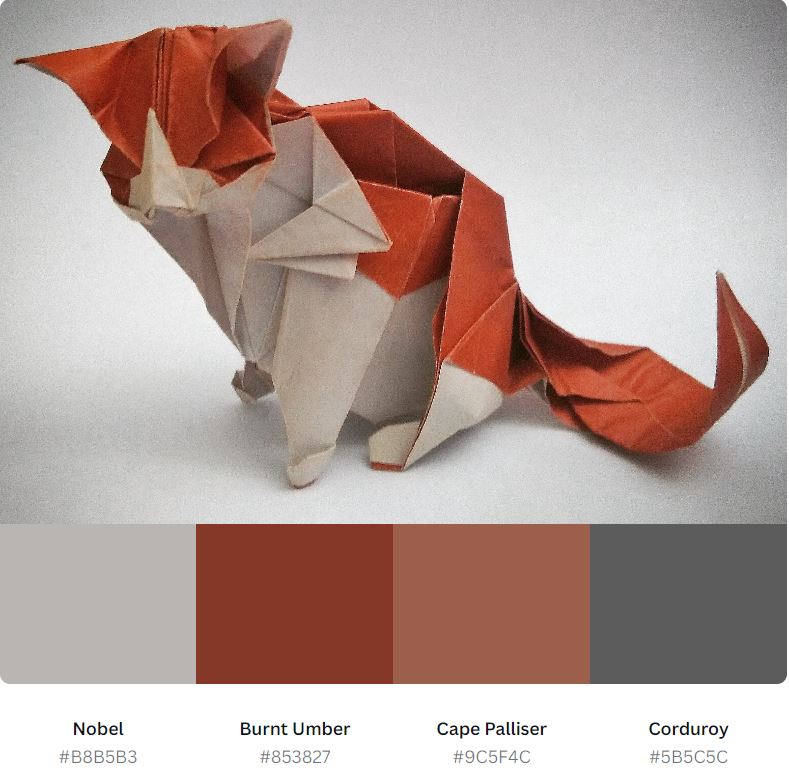 Nobel
#B8B5B3
Burnt Umber
#853827
Cape Palliser
#9C5F4C
Corduroy
#5B5C5C